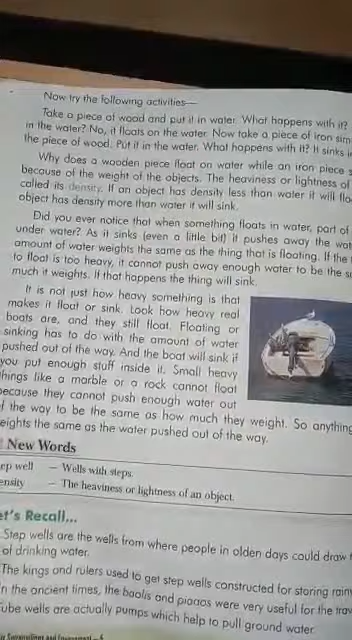 Now try the following activities—
Take a piece of wood and put it in water. What happens with it?
in the water? No, it floats on the water. Now take a piece of iron sim
the piece of wood. Put it in the water. What happens with it? It sinks i
Why does a wooden piece float on water while an iron piece s
because of the weight of the objects. The heaviness or lightness of
called its density. If an object has density less than water it will flo
object has density more than water it will sink.
Did you ever notice that when something floats in water, part of
under water? As it sinks (even a little bit) it pushes away the wat
amount of water weights the same as the thing that is floating. If the
to float is too heavy, it cannot push away enough water to be the s
much it weights. If that happens the thing will sink.
It is not just how heavy something is that
makes it float or sink. Look how heavy real
boats are, and they still float. Floating or
sinking has to do with the amount of water
pushed out of the way. And the boat will sink if
you put enough stuff inside it. Small heavy
things like a marble or a rock cannot float
because they cannot push enough water out
f the way to be the same as how much they weight. So anything
eights the same as the water pushed out of the way.
New Words
ep well — Wells with steps.
ensity — The heaviness or lightness of an object.
et's Recall...
Step wells are the wells from where people in olden days could draw
of drinking water.
The kings and rulers used to get step wells constructed for storing rain
In the ancient times, the baolis and piaaos were very useful for the trav
Tube wells are actually pumps which help to pull ground water.